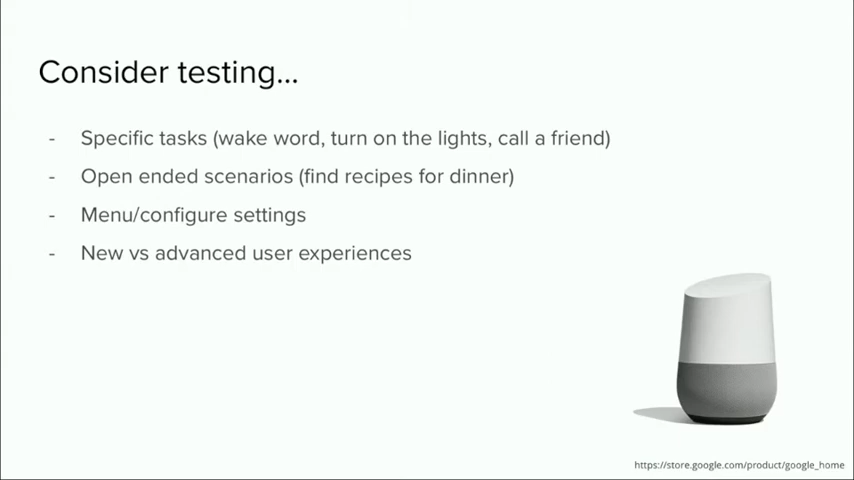 Consider testing...
- Specific tasks (wake word, turn on the lights, call a friend)
- Open ended scenarios (find recipes for dinner)
- Menu/configure settings
- New vs advanced user experiences
https://store.google.com/product/google_home